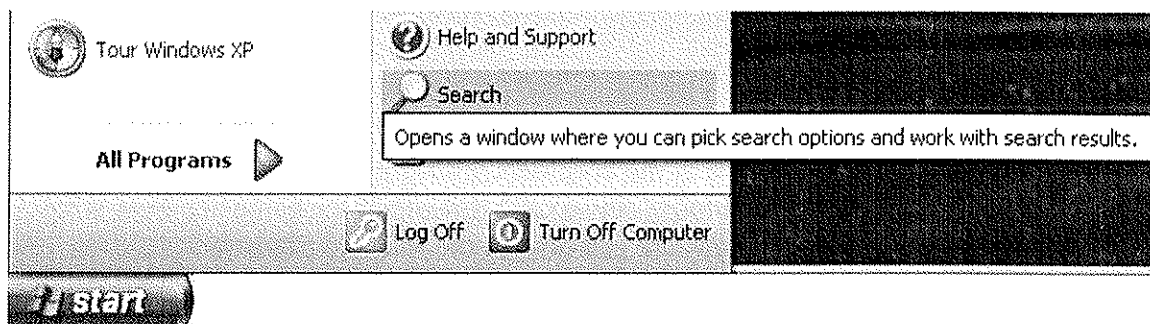 Tour Windows XP
Help and Support
Search
Opens a window where you can pick search options and work with search results.
All Programs
Log Off
Turn Off Computer
start